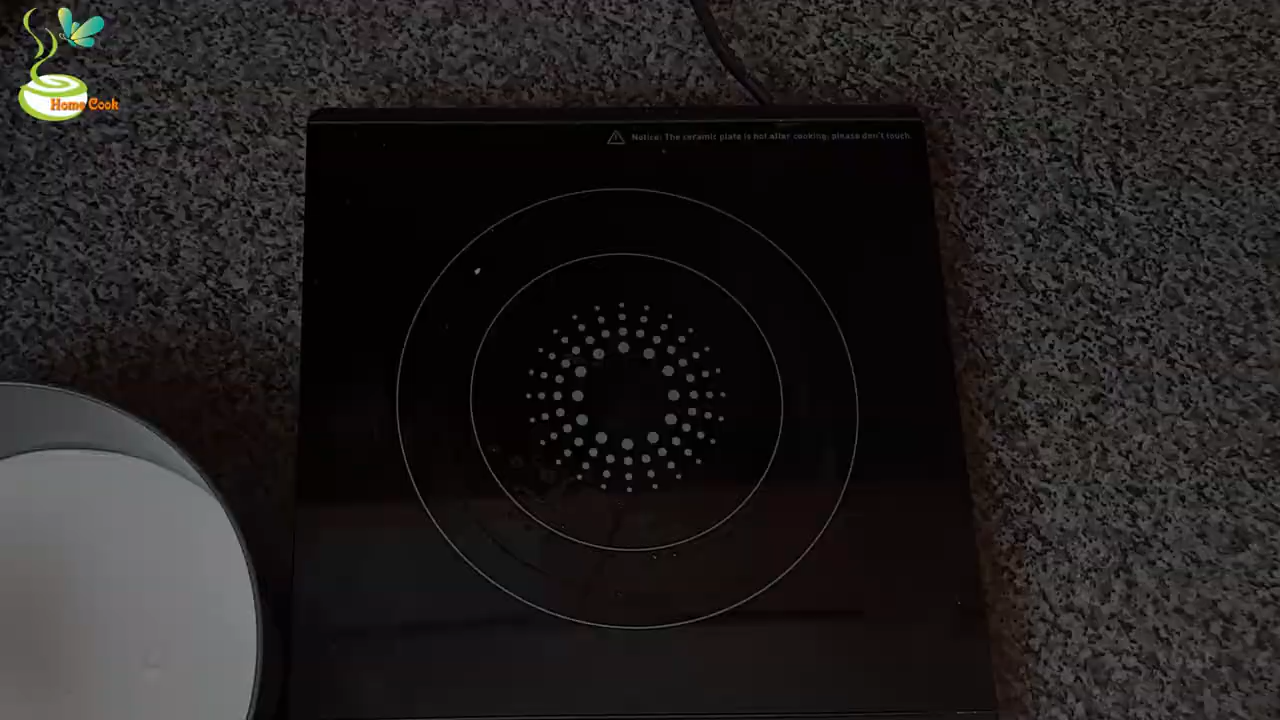 Home Cook
Notice: The ceramic plate is hot after cooking, please don't touch.